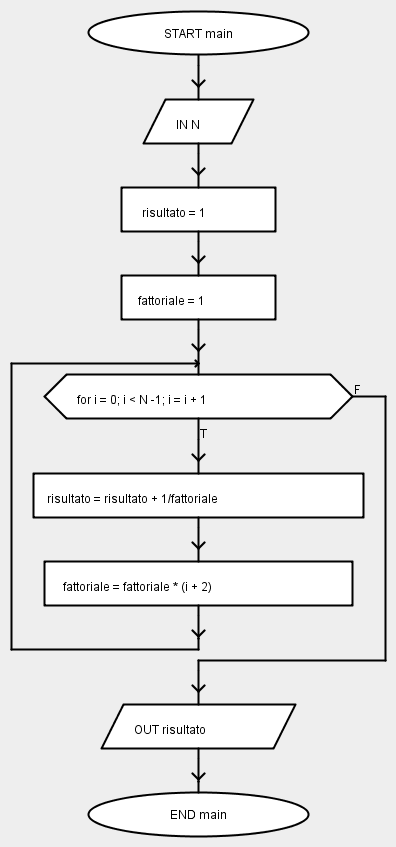 START main
IN N
risultato = 1
fattoriale = 1
for i = 0; i < N -1; i = i + 1
F
T
risultato = risultato + 1/fattoriale
fattoriale = fattoriale * (i + 2)
OUT risultato
END main